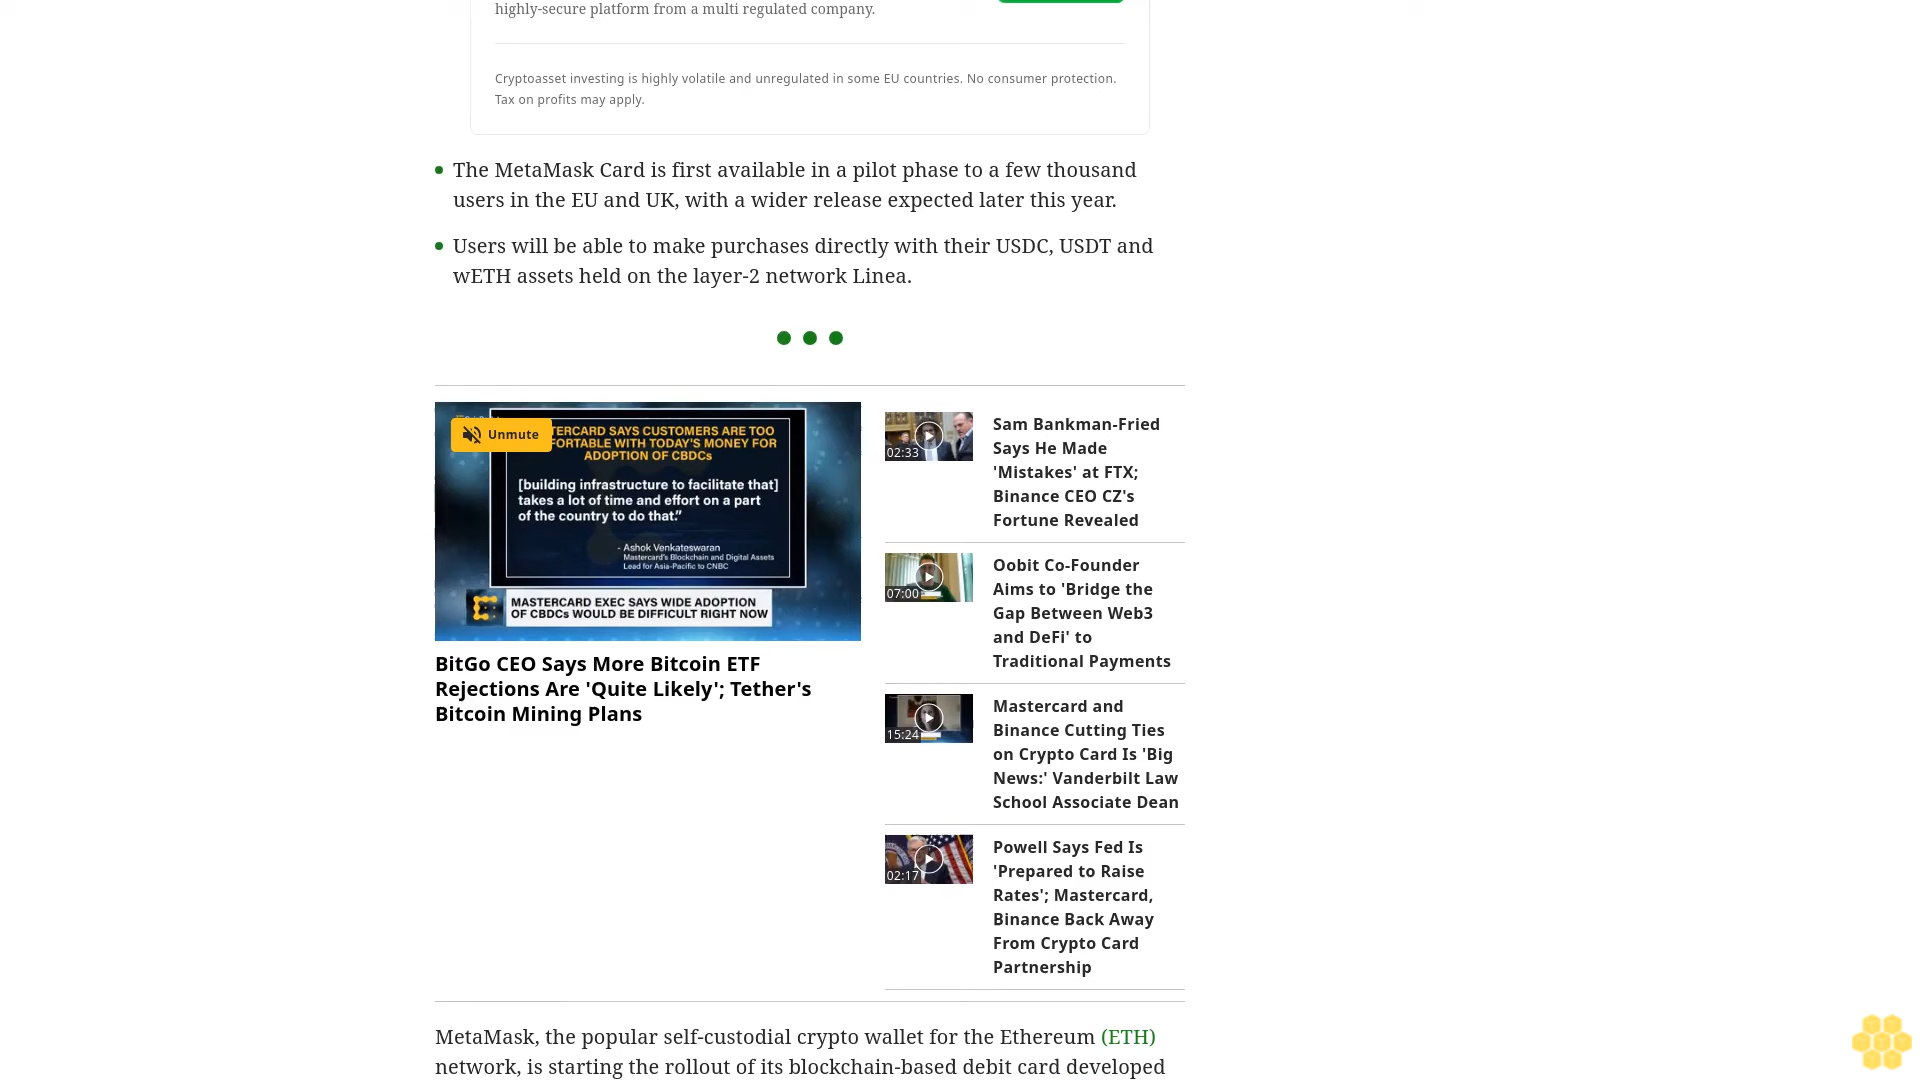 highly-secure platform from a multi regulated company.
Cryptoasset investing is highly volatile and unregulated in some EU countries. No consumer protection.
Tax on profits may apply.
The MetaMask Card is first available in a pilot phase to a few thousand
users in the EU and UK, with a wider release expected later this year.
Users will be able to make purchases directly with their USDC, USDT and
wETH assets held on the layer-2 network Linea.
Unmute
TERCARD SAYS CUSTOMERS ARE TOO
FORTABLE WITH TODAY'S MONEY FOR
ADOPTION OF CBDCs
[building infrastructure to facilitate that]
takes a lot of time and effort on a part
of the country to do that."
- Ashok Venkateswaran
Mastercard's Blockchain and Digital Assets
Lead for Asia-Pacific to CNBC
MASTERCARD EXEC SAYS WIDE ADOPTION
OF CBDCs WOULD BE DIFFICULT RIGHT NOW
BitGo CEO Says More Bitcoin ETF
Rejections Are 'Quite Likely'; Tether's
Bitcoin Mining Plans
02:33
Sam Bankman-Fried
Says He Made
'Mistakes' at FTX;
Binance CEO CZ's
Fortune Revealed
07:00
Oobit Co-Founder
Aims to 'Bridge the
Gap Between Web3
and DeFi' to
Traditional Payments
15:24
Mastercard and
Binance Cutting Ties
on Crypto Card Is 'Big
News:' Vanderbilt Law
School Associate Dean
02:17
Powell Says Fed Is
'Prepared to Raise
Rates'; Mastercard,
Binance Back Away
From Crypto Card
Partnership
MetaMask, the popular self-custodial crypto wallet for the Ethereum (ETH)
network, is starting the rollout of its blockchain-based debit card developed